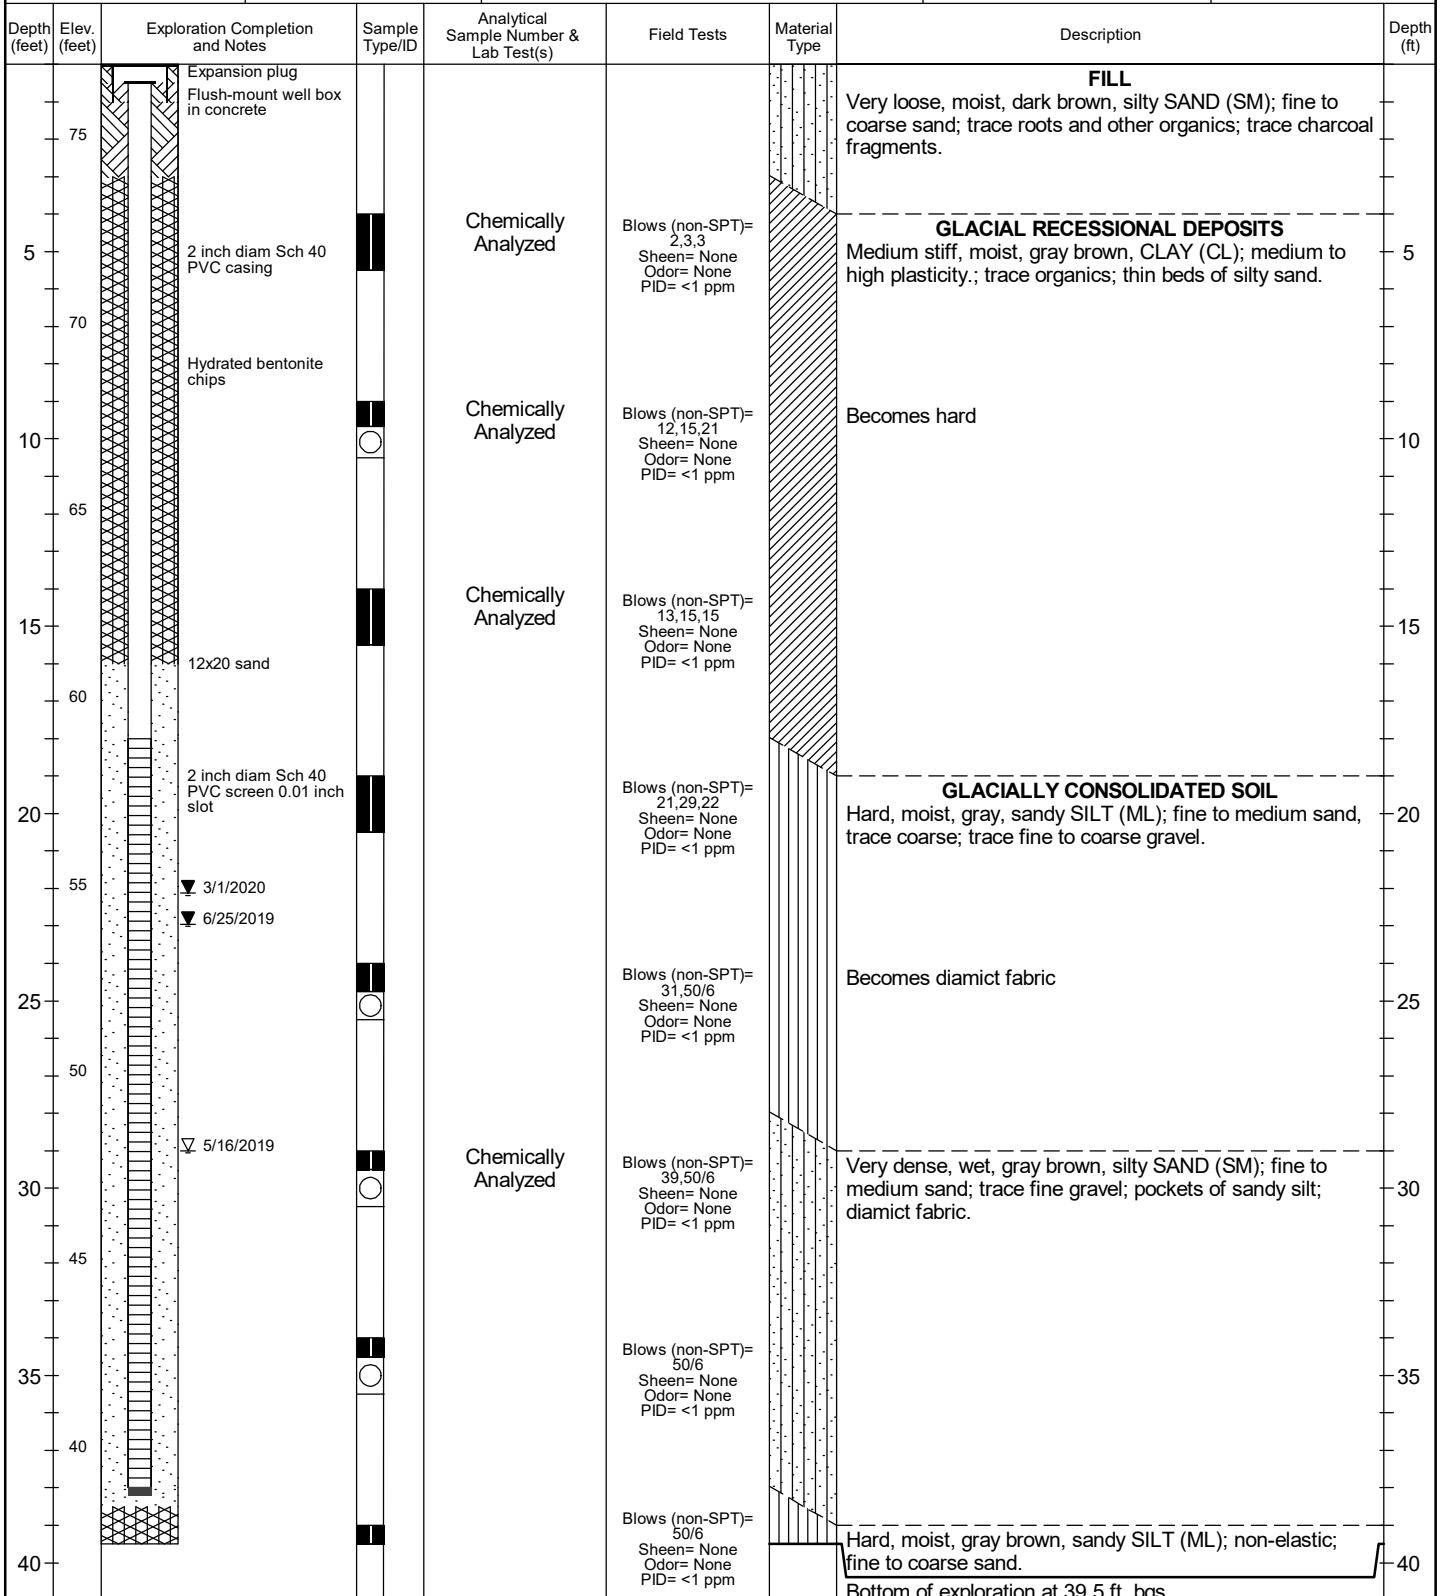 Depth
(feet)
Elev.
(feet)
Exploration Completion
and Notes
Sample
Type/ID
Analytical
Sample Number &
Lab Test(s)
Field Tests
Material
Type
Description
Depth
(ft)
Expansion plug
Flush-mount well box
in concrete
FILL
Very loose, moist, dark brown, silty SAND (SM); fine to
coarse sand; trace roots and other organics; trace charcoal
fragments.
75
Chemically
Analyzed
Blows (non-SPT)=
2,3,3
Sheen= None
Odor= None
PID= <1 ppm
GLACIAL RECESSIONAL DEPOSITS
Medium stiff, moist, gray brown, CLAY (CL); medium to
high plasticity.; trace organics; thin beds of silty sand.
5
2 inch diam Sch 40
PVC casing
5
70
Hydrated bentonite
chips
Chemically
Analyzed
Blows (non-SPT)=
12,15,21
Sheen= None
Odor= None
PID= <1 ppm
Becomes hard
10
10
65
Chemically
Analyzed
Blows (non-SPT)=
13,15,15
Sheen= None
Odor= None
PID= <1 ppm
15
15
12x20 sand
60
2 inch diam Sch 40
PVC screen 0.01 inch
slot
Blows (non-SPT)=
21,29,22
Sheen= None
Odor= None
PID= <1 ppm
GLACIALLY CONSOLIDATED SOIL
Hard, moist, gray, sandy SILT (ML); fine to medium sand,
trace coarse; trace fine to coarse gravel.
20
20
55
3/1/2020
6/25/2019
Blows (non-SPT)=
31,50/6
Sheen= None
Odor= None
PID= <1 ppm
Becomes diamict fabric
25
25
50
5/16/2019
Chemically
Analyzed
Blows (non-SPT)=
39,50/6
Sheen= None
Odor= None
PID= <1 ppm
Very dense, wet, gray brown, silty SAND (SM); fine to
medium sand; trace fine gravel; pockets of sandy silt;
diamict fabric.
30
30
45
Blows (non-SPT)=
50/6
Sheen= None
Odor= None
PID= <1 ppm
35
35
40
Blows (non-SPT)=
50/6
Sheen= None
Odor= None
PID= <1 ppm
Hard, moist, gray brown, sandy SILT (ML); non-elastic;
fine to coarse sand.
40
40
Bottom of exploration at 39.5 ft. bgs.